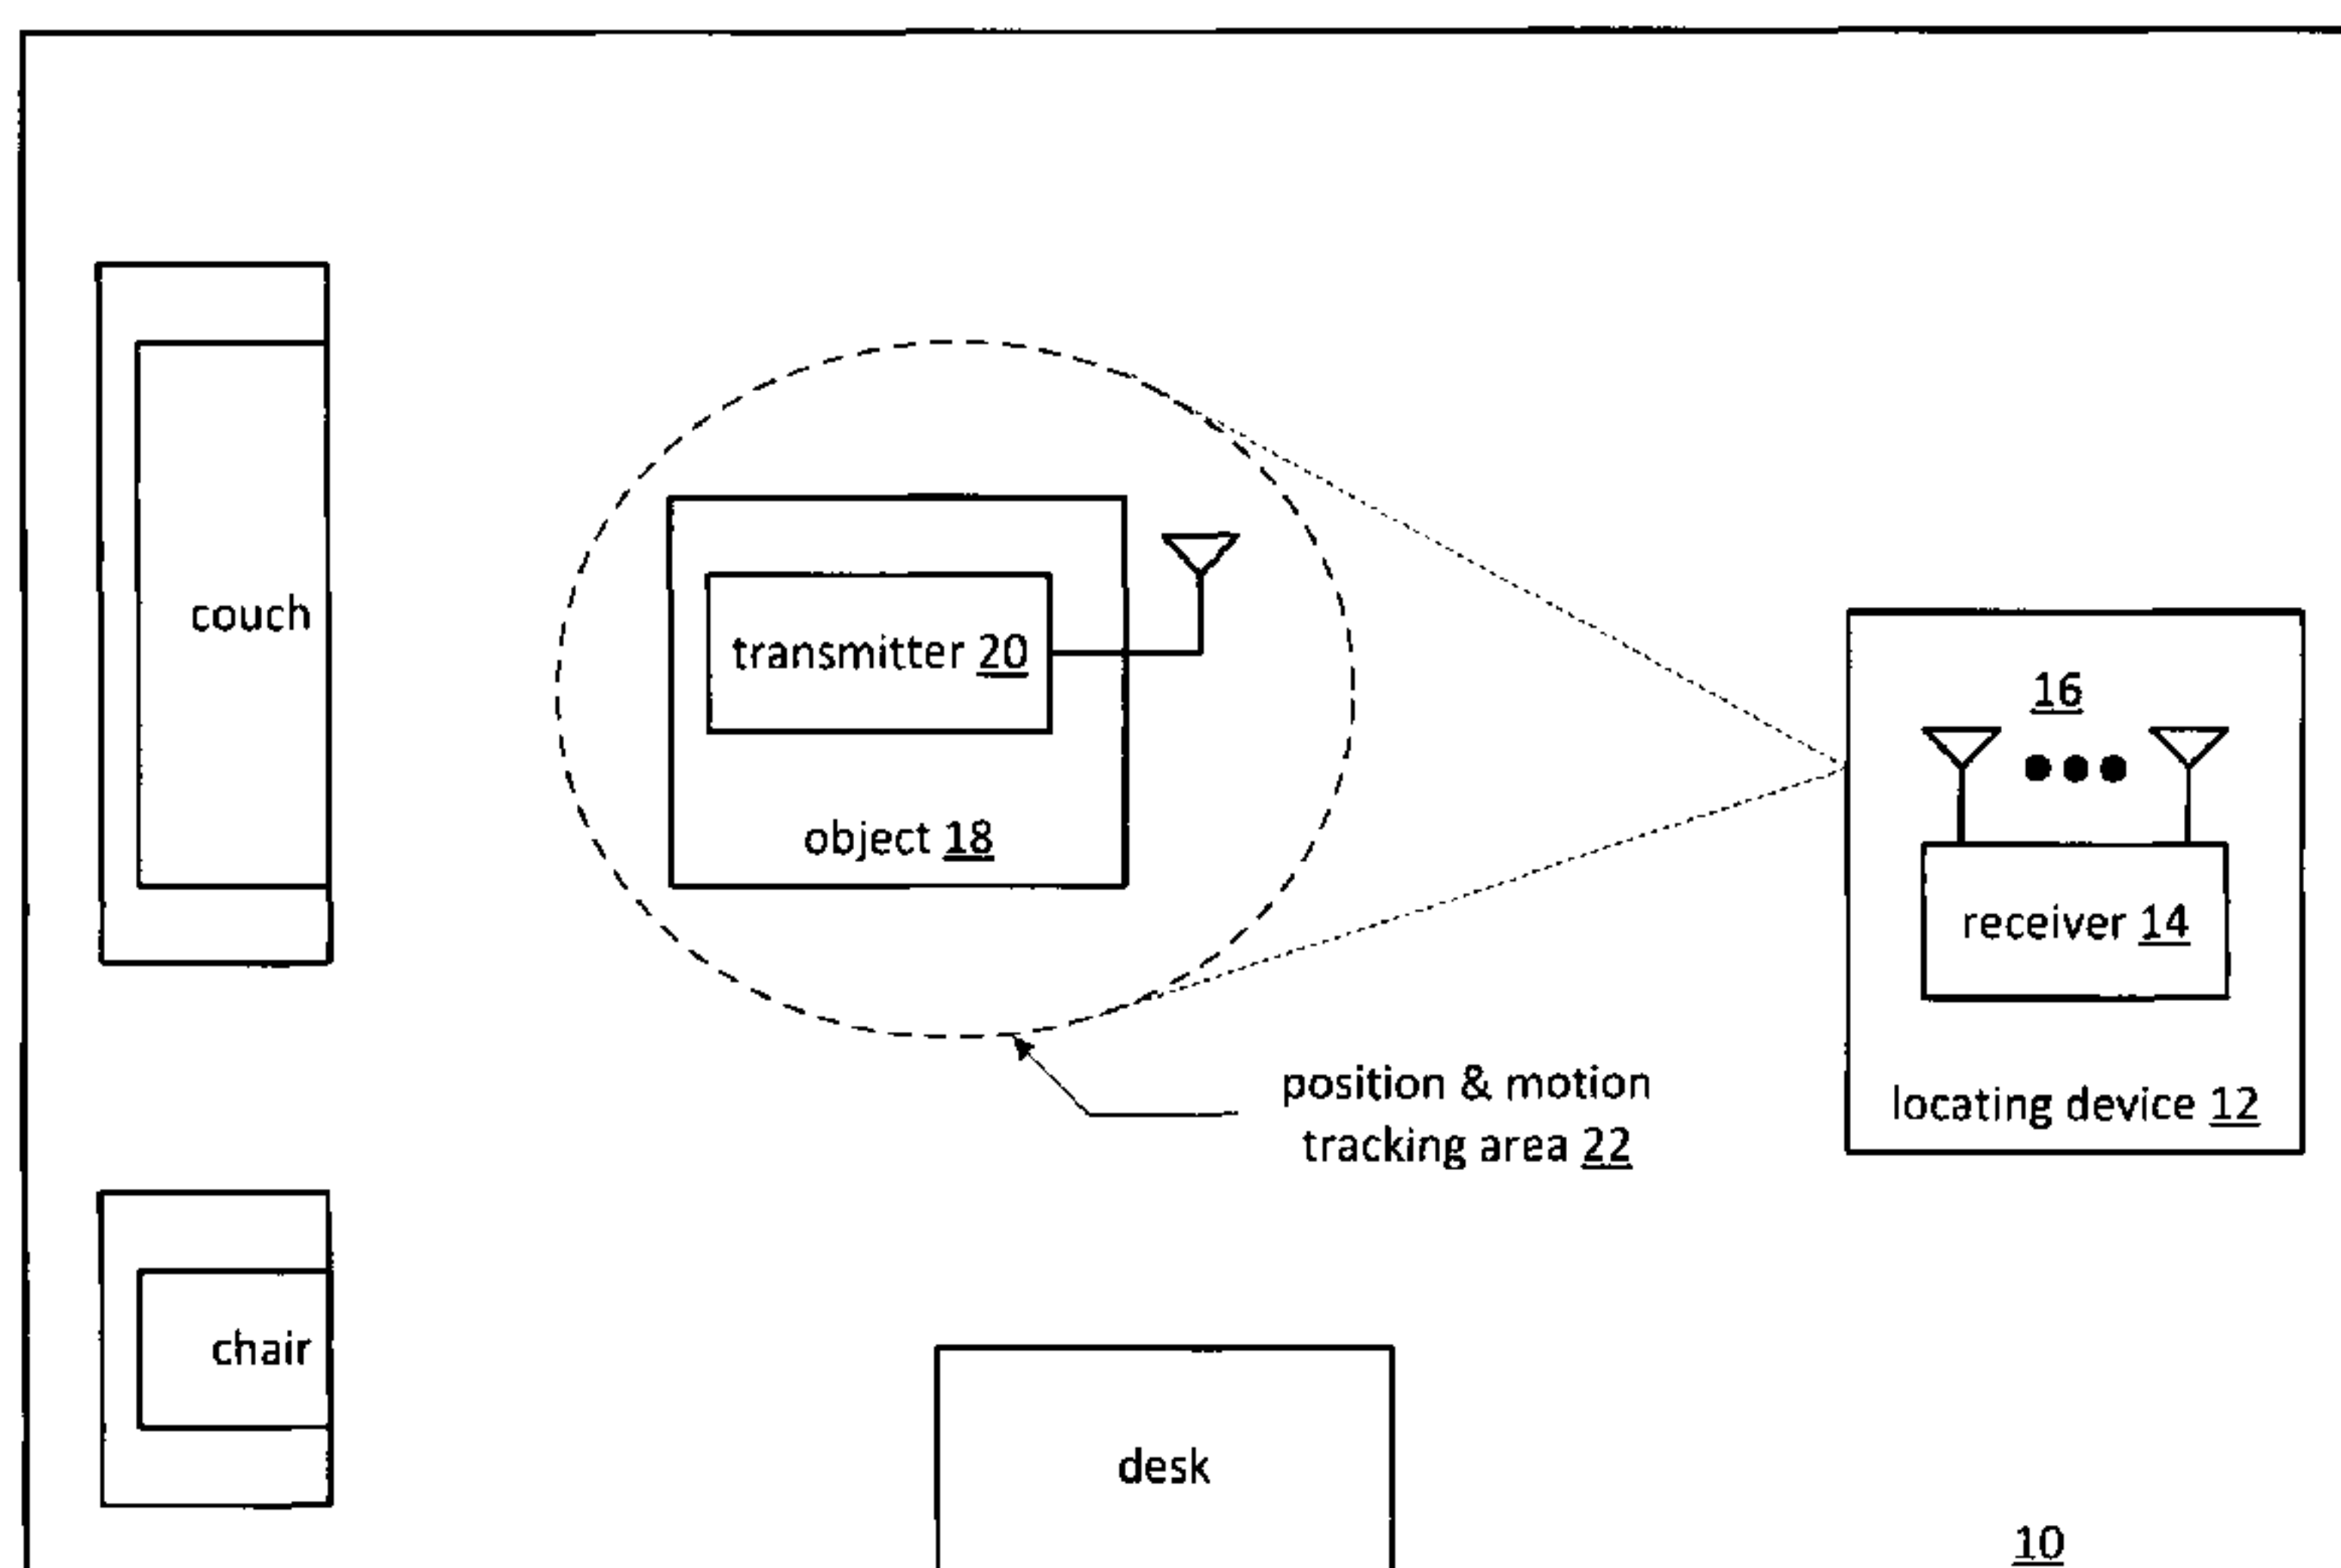 couch
transmitter 20
object 18
16
receiver 14
locating device 12
position & motion
tracking area 22
chair
desk
10